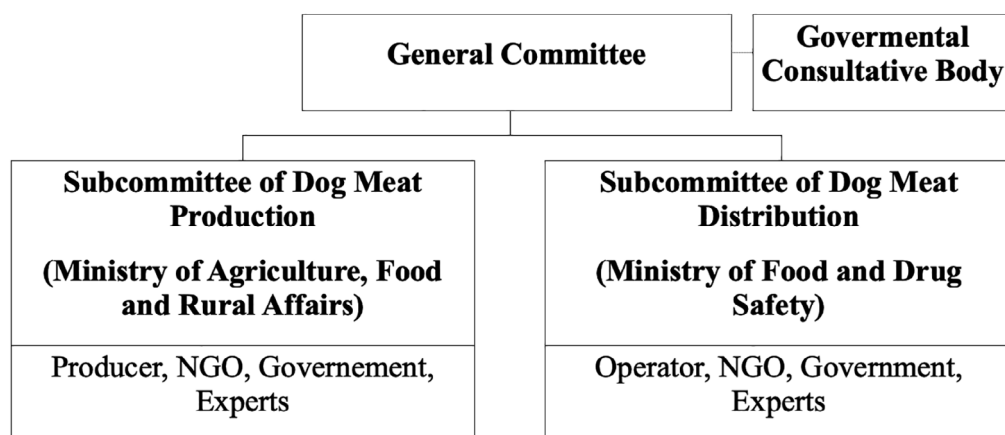 General Committee
Govermental
Consultative Body
Subcommittee of Dog Meat
Production
(Ministry of Agriculture, Food
and Rural Affairs)
Producer, NGO, Governement,
Experts
Subcommittee of Dog Meat
Distribution
(Ministry of Food and Drug
Safety)
Operator, NGO, Government,
Experts